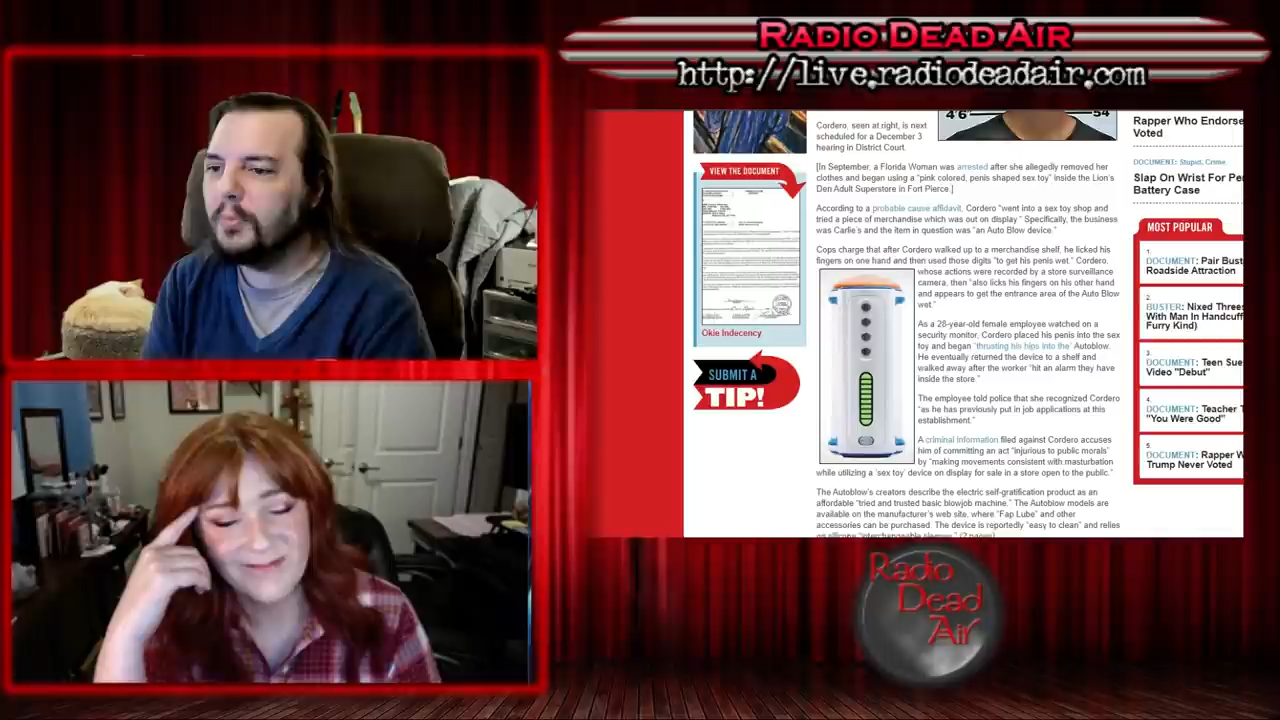 RADIO DEAD AIR
http://live.radiodeadair.com
4'6"
54
Cordero, seen at right, is next
scheduled for a December 3
hearing in District Court.
[In September, a Florida Woman was arrested after she allegedly removed her
clothes and began using a "pink colored, penis shaped sex toy" inside the Lion's
Den Adult Superstore in Fort Pierce.]
According to a probable cause affidavit, Cordero "went into a sex toy shop and
tried a piece of merchandise which was out on display." Specifically, the business
was Carlie's and the item in question was "an Auto Blow device."
Cops charge that after Cordero walked up to a merchandise shelf, he licked his
fingers on one hand and then used those digits "to get his penis wet." Cordero,
whose actions were recorded by a store surveillance
camera, then "also licks his fingers on his other hand
and appears to get the entrance area of the Auto Blow
wet."
As a 28-year-old female employee watched on a
security monitor, Cordero placed his penis into the sex
toy and began "thrusting his hips into the" Autoblow.
He eventually returned the device to a shelf and
walked away after the worker "hit an alarm they have
inside the store."
The employee told police that she recognized Cordero
"as he has previously put in job applications at this
establishment."
A criminal information filed against Cordero accuses
him of committing an act "injurious to public morals"
by "making movements consistent with masturbation
while utilizing a 'sex toy' device on display for sale in a store open to the public."
The Autoblow's creators describe the electric self-gratification product as an
affordable "tried and trusted basic blowjob machine." The Autoblow models are
available on the manufacturer's web site, where "Fap Lube" and other
accessories can be purchased. The device is reportedly "easy to clean" and relies
on silicone "interchangeable sleeves." (2 pages)
VIEW THE DOCUMENT
Okie Indecency
SUBMIT A
TIP!
Rapper Who Endorse
Voted
DOCUMENT: Stupid, Crime
Slap On Wrist For Pe
Battery Case
MOST POPULAR
1.
DOCUMENT: Pair Bust
Roadside Attraction
2.
BUSTER: Nixed Threes
With Man In Handcuff
Furry Kind)
3.
DOCUMENT: Teen Sue
Video "Debut"
4.
DOCUMENT: Teacher T
"You Were Good"
5.
DOCUMENT: Rapper W
Trump Never Voted
Radio
Dead
Air